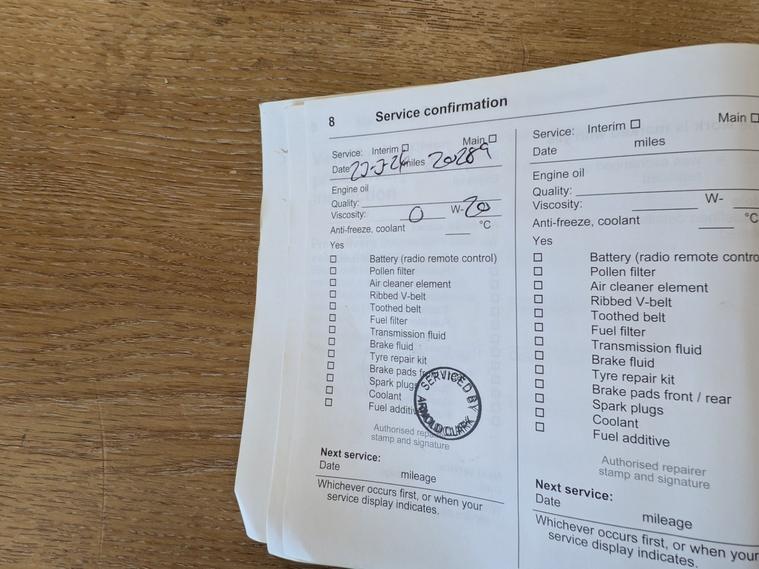 8 Service confirmation
Service: Interim Main
Date miles 20289
Engine oil
Quality:
Viscosity: 0 W-20
Anti-freeze, coolant °C
Yes
Battery (radio remote control)
Pollen filter
Air cleaner element
Ribbed V-belt
Toothed belt
Fuel filter
Transmission fluid
Brake fluid
Tyre repair kit
Brake pads
Spark plugs
Coolant
Fuel additive
SERVICED BY
ARNOLD CLARK
Authorised
stamp and signature
Next service:
Date mileage
Whichever occurs first, or when your
service display indicates.
Service: Interim Main
Date miles
Engine oil
Quality:
Viscosity: W-
Anti-freeze, coolant °C
Yes
Battery (radio remote contro
Pollen filter
Air cleaner element
Ribbed V-belt
Toothed belt
Fuel filter
Transmission fluid
Brake fluid
Tyre repair kit
Brake pads front / rear
Spark plugs
Coolant
Fuel additive
Authorised repairer
stamp and signature
Next service:
Date mileage
Whichever occurs first, or when your
service display indicates.